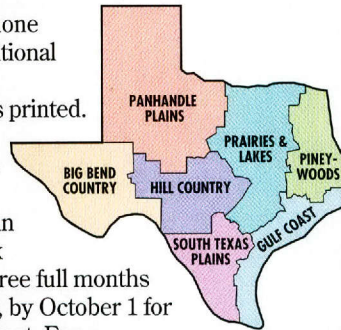 one
tional
s printed.
PANHANDLE
PLAINS
PRAIRIES &
LAKES
PINEY-
WOODS
BIG BEND
COUNTRY
HILL COUNTRY
in
SOUTH TEXAS
PLAINS
GULF COAST
ree full months
, by October 1 for